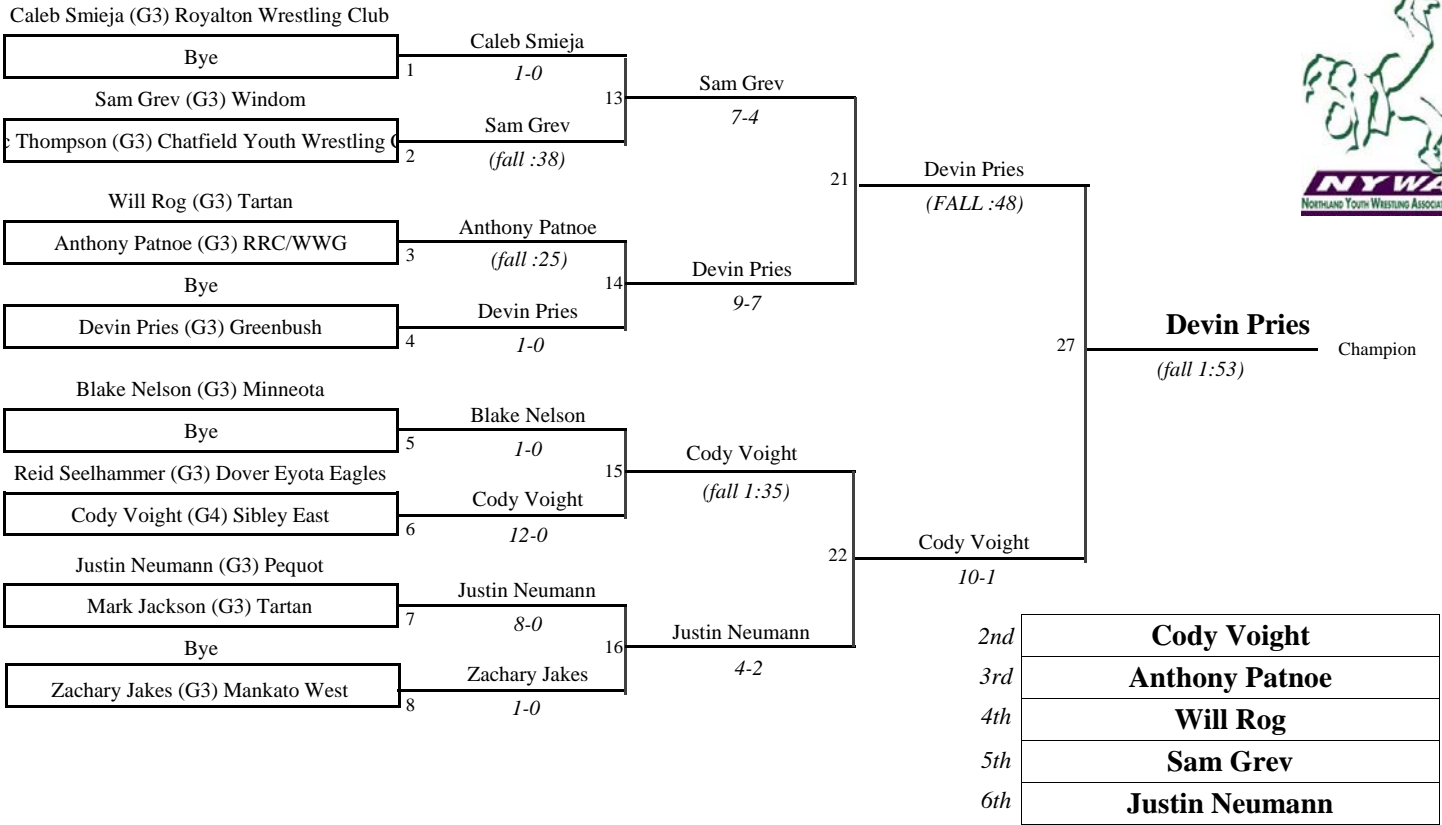 Caleb Smieja (G3) Royalton Wrestling Club
Bye
1
Sam Grev (G3) Windom
Thompson (G3) Chatfield Youth Wrestling
2
Will Rog (G3) Tartan
Anthony Patnoe (G3) RRC/WWG
3
Bye
Devin Pries (G3) Greenbush
4
Blake Nelson (G3) Minneota
Bye
5
Reid Seelhammer (G3) Dover Eyota Eagles
Cody Voight (G4) Sibley East
6
Justin Neumann (G3) Pequot
Mark Jackson (G3) Tartan
7
Bye
Zachary Jakes (G3) Mankato West
8
Caleb Smieja
1-0
13
Sam Grev
(fall :38)
Anthony Patnoe
(fall :25)
14
Devin Pries
1-0
Blake Nelson
1-0
15
Cody Voight
12-0
Justin Neumann
8-0
16
Zachary Jakes
1-0
Sam Grev
7-4
21
Devin Pries
9-7
Cody Voight
(fall 1:35)
22
Justin Neumann
4-2
Devin Pries
(FALL :48)
27
Cody Voight
10-1
Devin Pries
Champion
(fall 1:53)
NYWA
NORTHLAND YOUTH WRESTLING
2nd Cody Voight
3rd Anthony Patnoe
4th Will Rog
5th Sam Grev
6th Justin Neumann